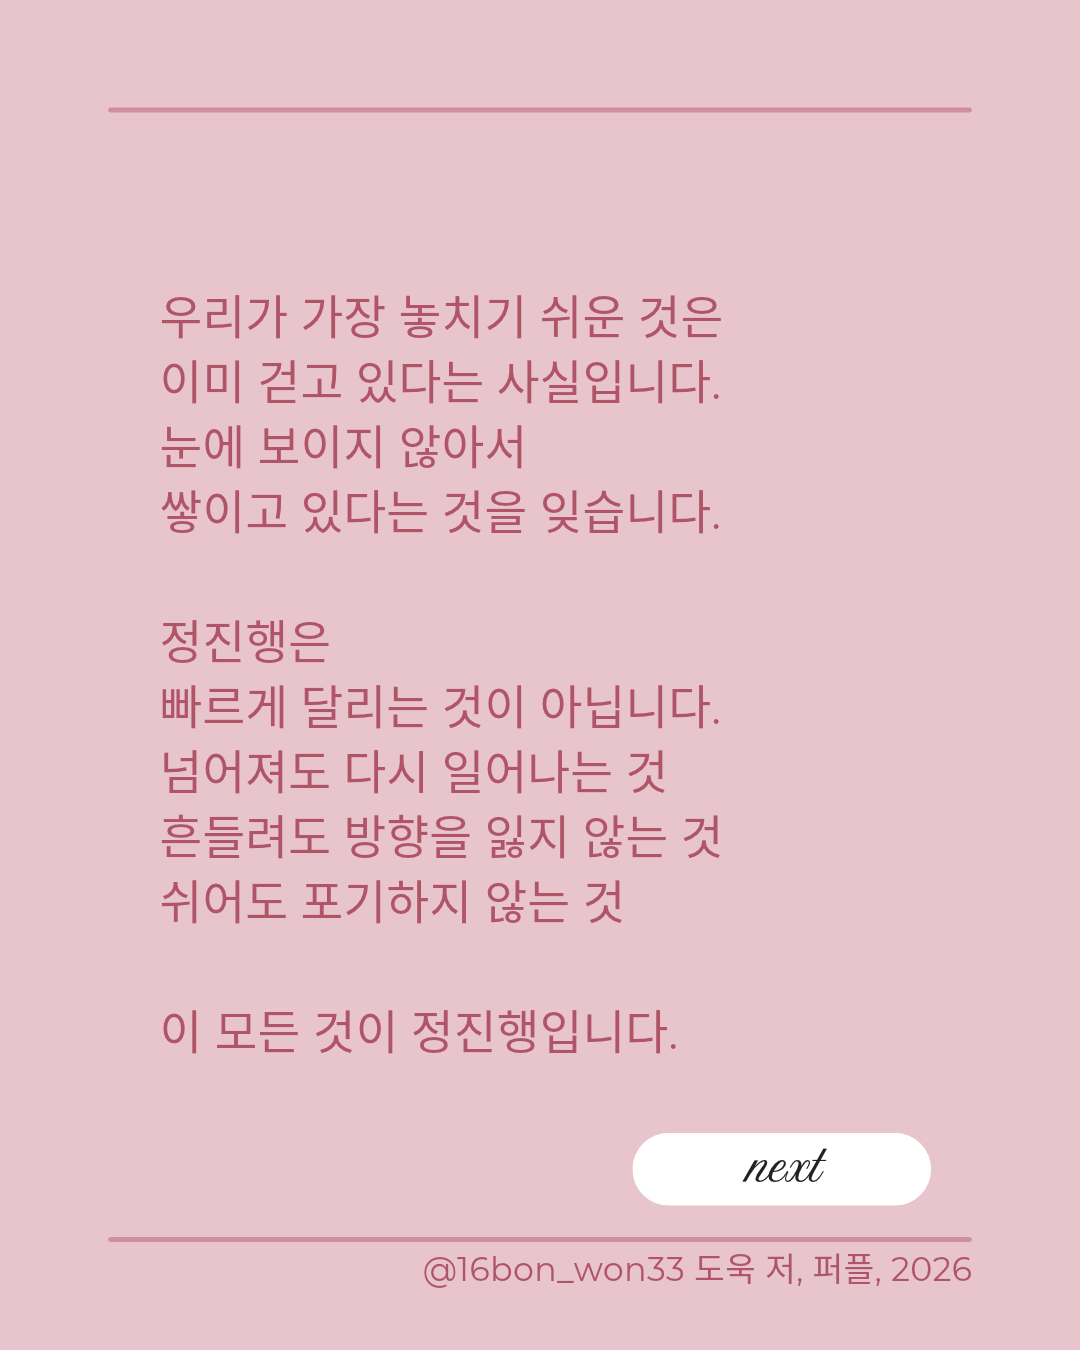 우리가 가장 놓치기 쉬운 것은
이미 걷고 있다는 사실입니다.
눈에 보이지 않아서
쌓이고 있다는 것을 잊습니다.
정진행은
빠르게 달리는 것이 아닙니다.
넘어져도 다시 일어나는 것
흔들려도 방향을 잃지 않는 것
쉬어도 포기하지 않는 것
이 모든 것이 정진행입니다.
next
@16bon_won33 도욱 저, 퍼플, 2026